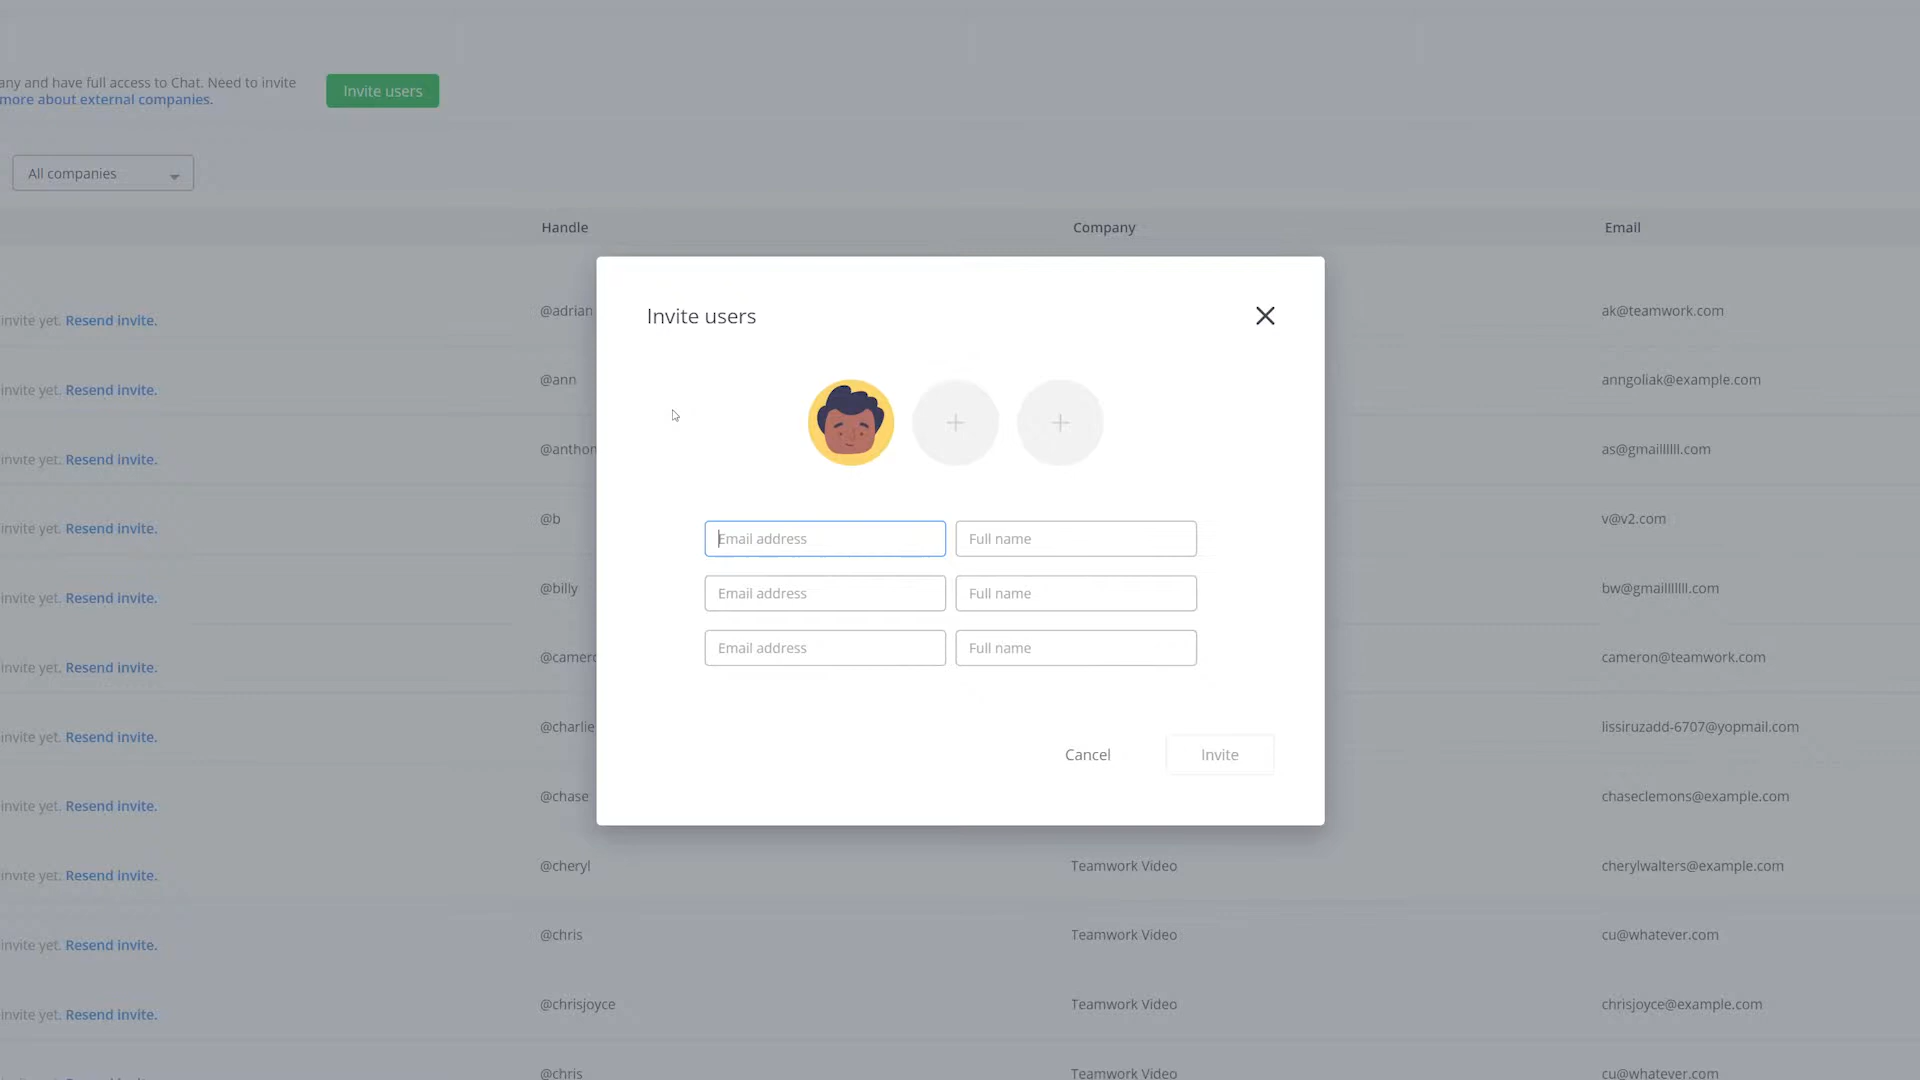 any and have full access to Chat. Need to invite
more about external companies.
Invite users
All companies
Handle Company Email
invite yet. Resend invite. @adrian ak@teamwork.com
invite yet. Resend invite. @ann anngoliak@example.com
invite yet. Resend invite. @anthon as@gmailllllll.com
invite yet. Resend invite. @b v@v2.com
invite yet. Resend invite. @billy
invite yet. Resend invite. @camero cameron@teamwork.com
invite yet. Resend invite. @charlie lissiruzadd-6707@yopmail.com
invite yet. Resend invite. @chase chaseclemons@example.com
invite yet. Resend invite. @cheryl Teamwork Video cherylwalters@example.com
invite yet. Resend invite. @chris Teamwork Video cu@whatever.com
invite yet. Resend invite. @chrisjoyce Teamwork Video chrisjoyce@example.com
@chris Teamwork Video cu@whatever.com
Invite users
Email address Full name
Email address Full name
Email address Full name
Cancel Invite